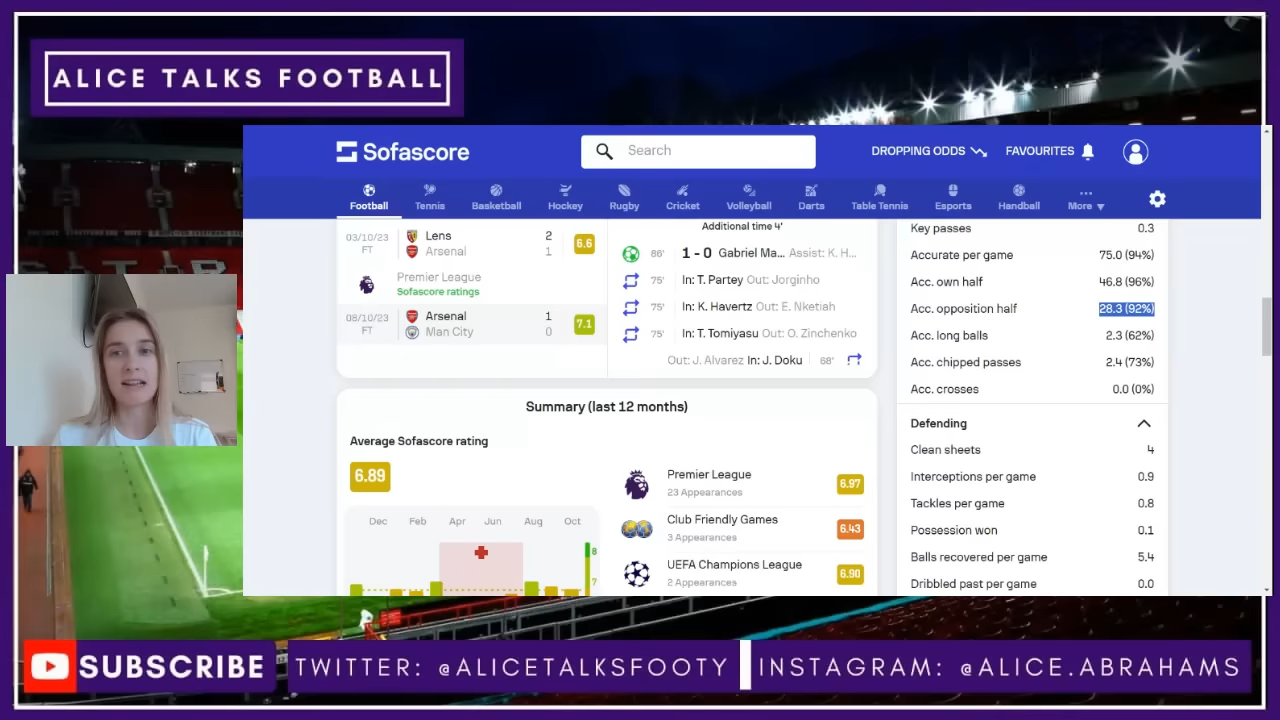 ALICE TALKS FOOTBALL
Sofascore
Search
DROPPING ODDS
FAVOURITES
Football
Tennis
Basketball
Hockey
Rugby
Cricket
Volleyball
Darts
Table Tennis
Esports
Handball
More
03/10/23 Lens 2 6.6
FT Arsenal 1
Premier League
Sofascore ratings
08/10/23 Arsenal 1 7.1
FT Man City 0
Additional time 4'
86' 1 - 0 Gabriel Ma... Assist: K. H...
75' In: T. Partey Out: Jorginho
75' In: K. Havertz Out: E. Nketiah
75' In: T. Tomiyasu Out: O. Zinchenko
Out: J. Alvarez In: J. Doku 68'
Summary (last 12 months)
Average Sofascore rating
6.89
Dec Feb Apr Jun Aug Oct
8
7
Premier League 6.97
23 Appearances
Club Friendly Games 6.43
3 Appearances
UEFA Champions League 6.90
2 Appearances
Key passes 0.3
Accurate per game 75.0 (94%)
Acc. own half 46.8 (96%)
Acc. opposition half 28.3 (92%)
Acc. long balls 2.3 (62%)
Acc. chipped passes 2.4 (73%)
Acc. crosses 0.0 (0%)
Defending
Clean sheets 4
Interceptions per game 0.9
Tackles per game 0.8
Possession won 0.1
Balls recovered per game 5.4
Dribbled past per game 0.0
SUBSCRIBE
TWITTER: @ALICETALKSFOOTY
INSTAGRAM: @ALICE.ABRAHAMS